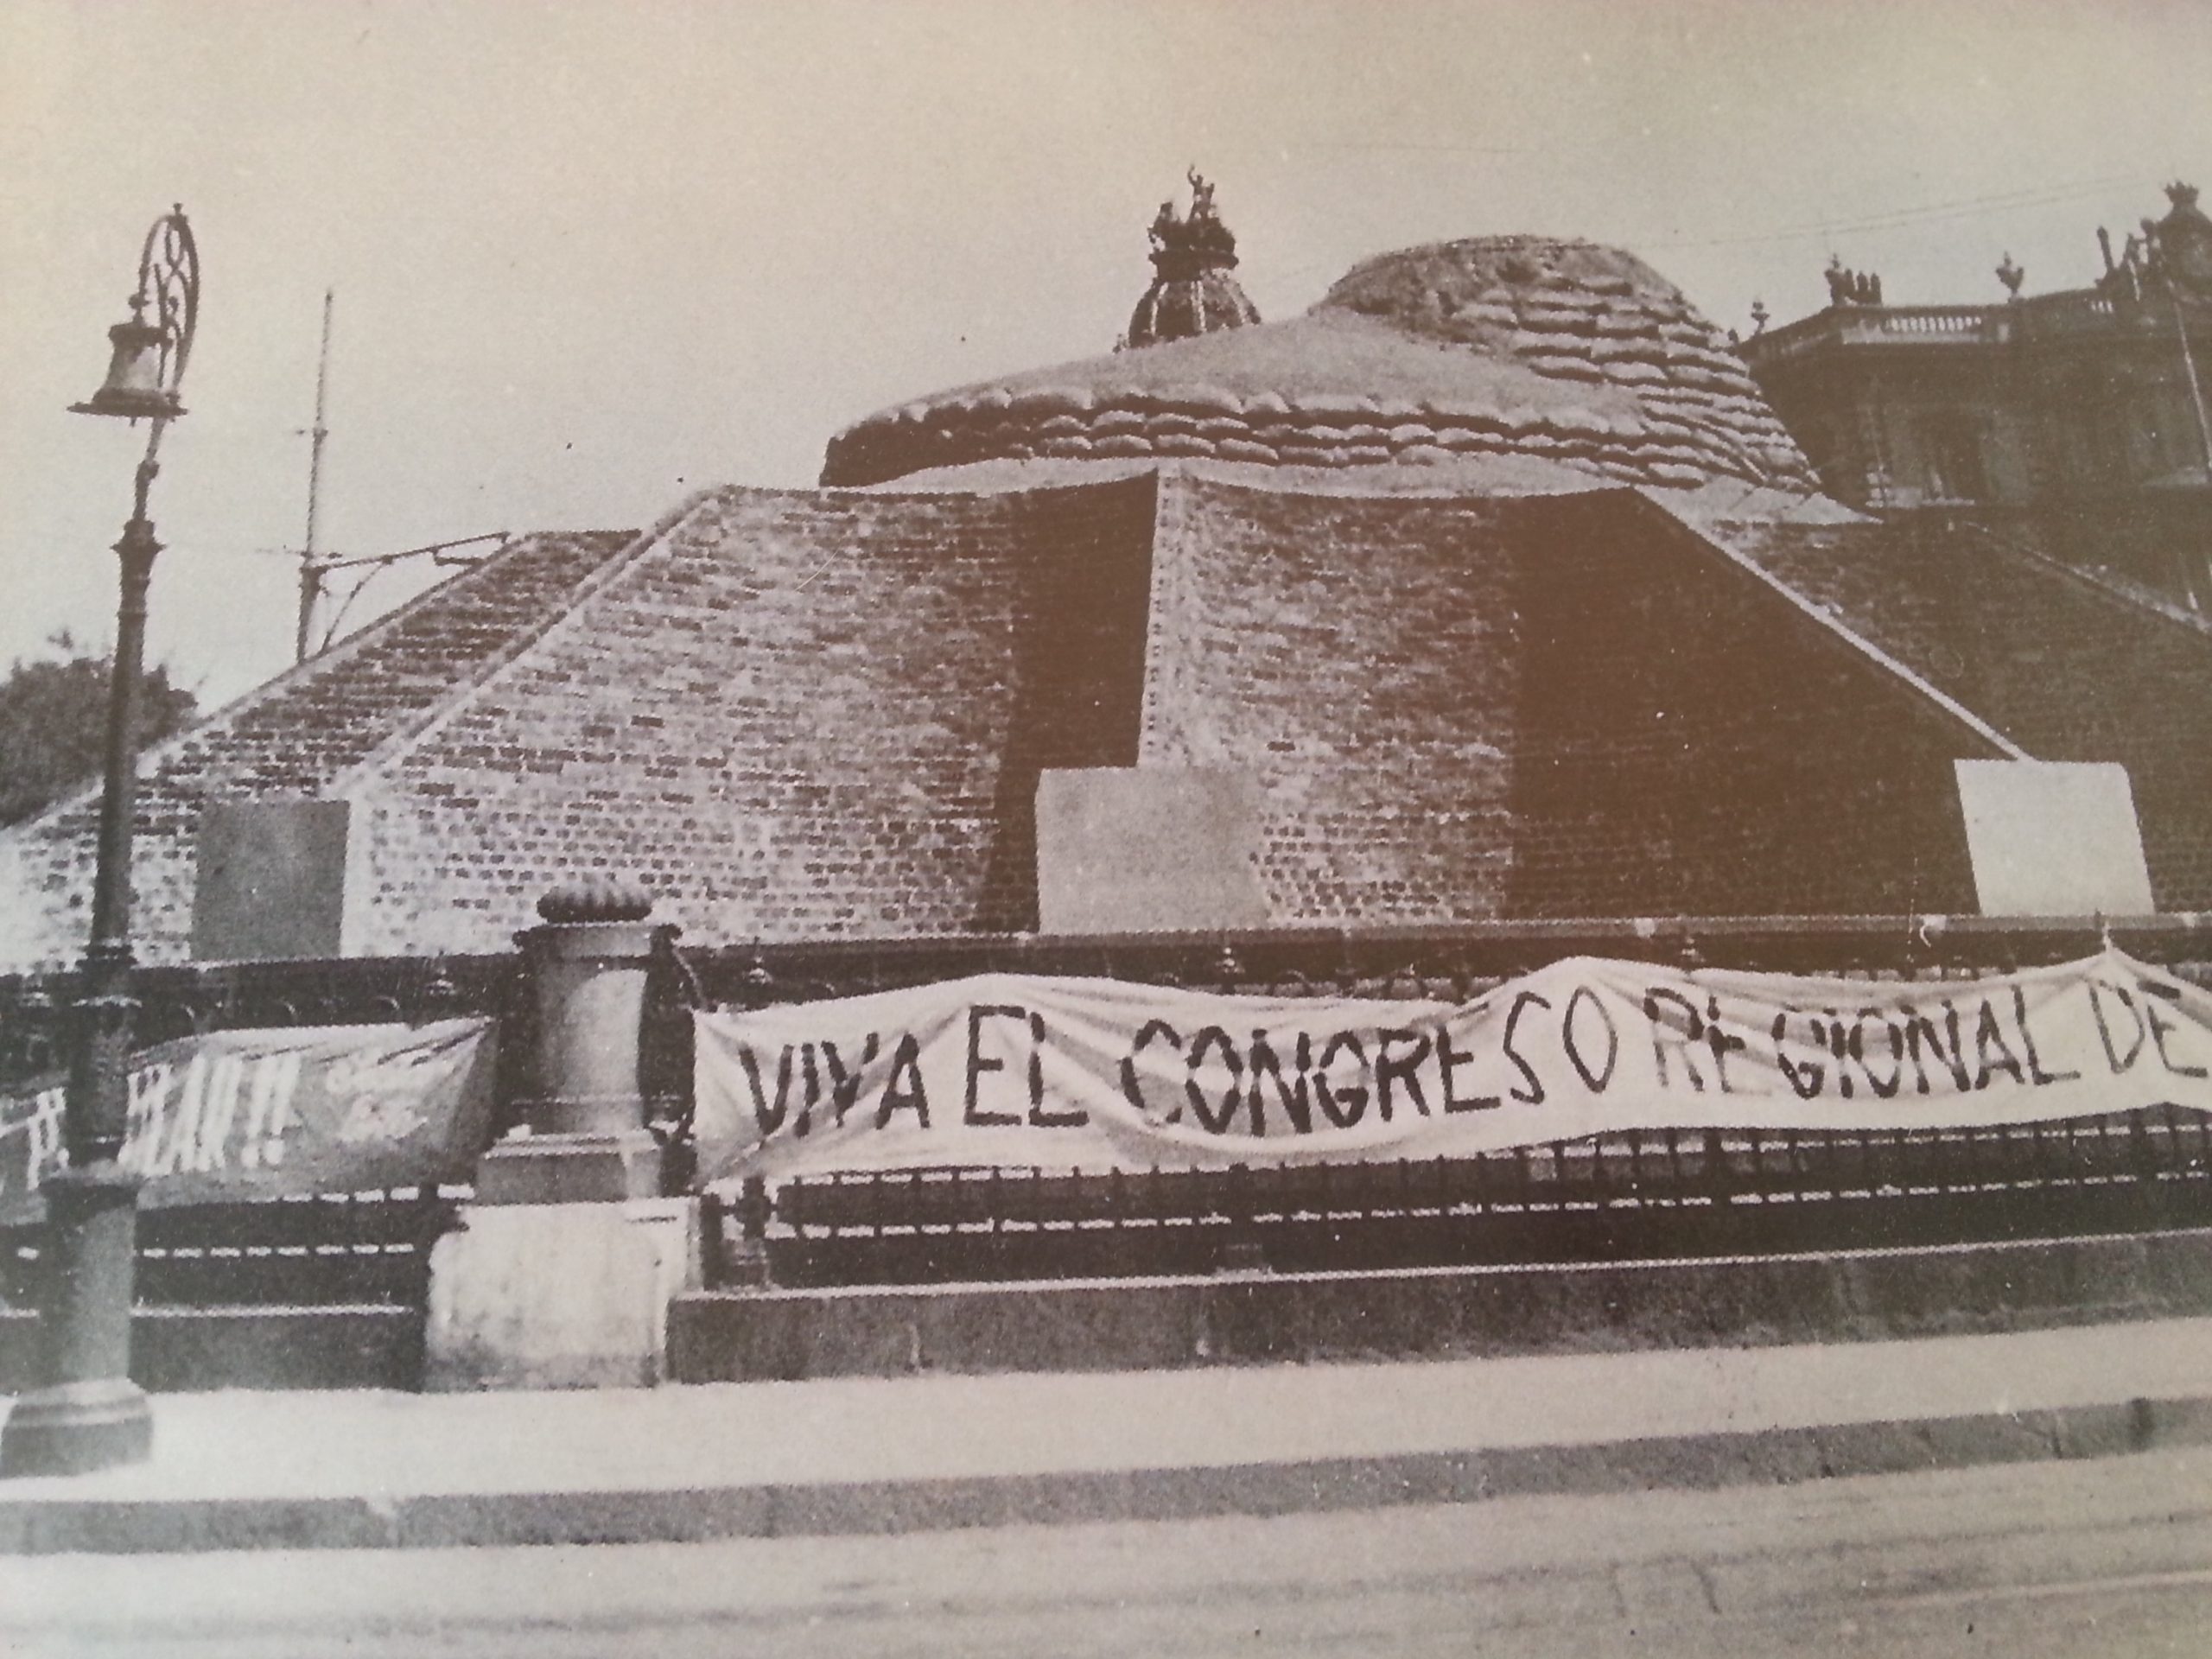 VIVA EL CONGRESO REGIONAL DE